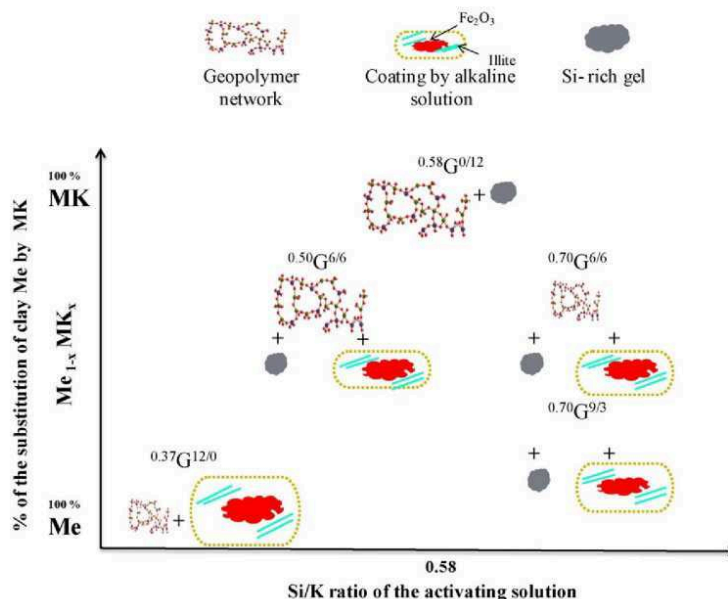 Fe₂O₃
Illite
Geopolymer network
Coating by alkaline solution
Si- rich gel
% of the substitution of clay Me by MK
100 %
MK
Me₁₋ₓ MKₓ
100 %
Me
0.58G0/12
+
0.50G6/6
+ +
0.70G6/6
+ +
0.70G9/3
+ +
0.37G12/0
+
0.58
Si/K ratio of the activating solution